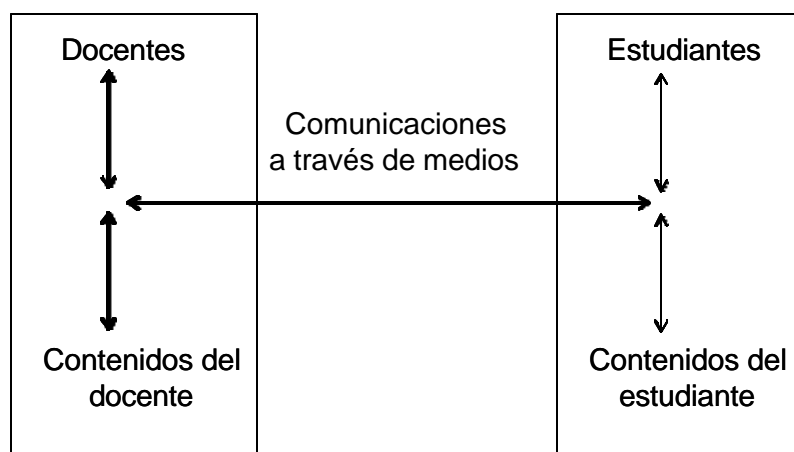 Docentes
Estudiantes
Comunicaciones
a través de medios
Contenidos del
docente
Contenidos del
estudiante